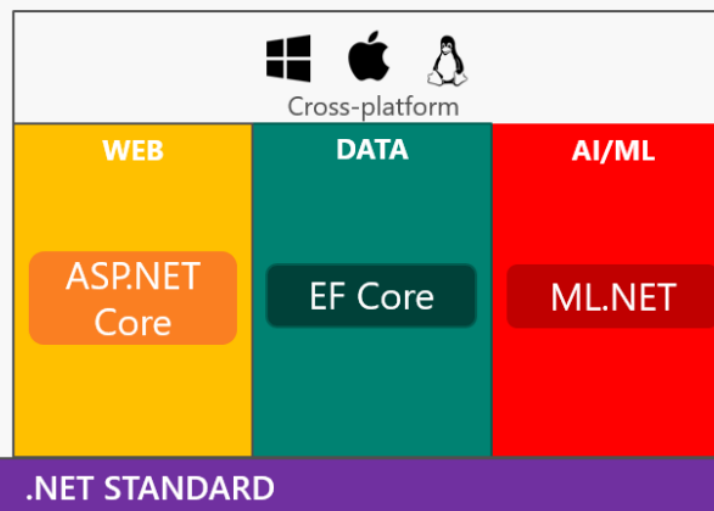 Cross-platform
WEB
DATA
AI/ML
ASP.NET
Core
EF Core
ML.NET
.NET STANDARD